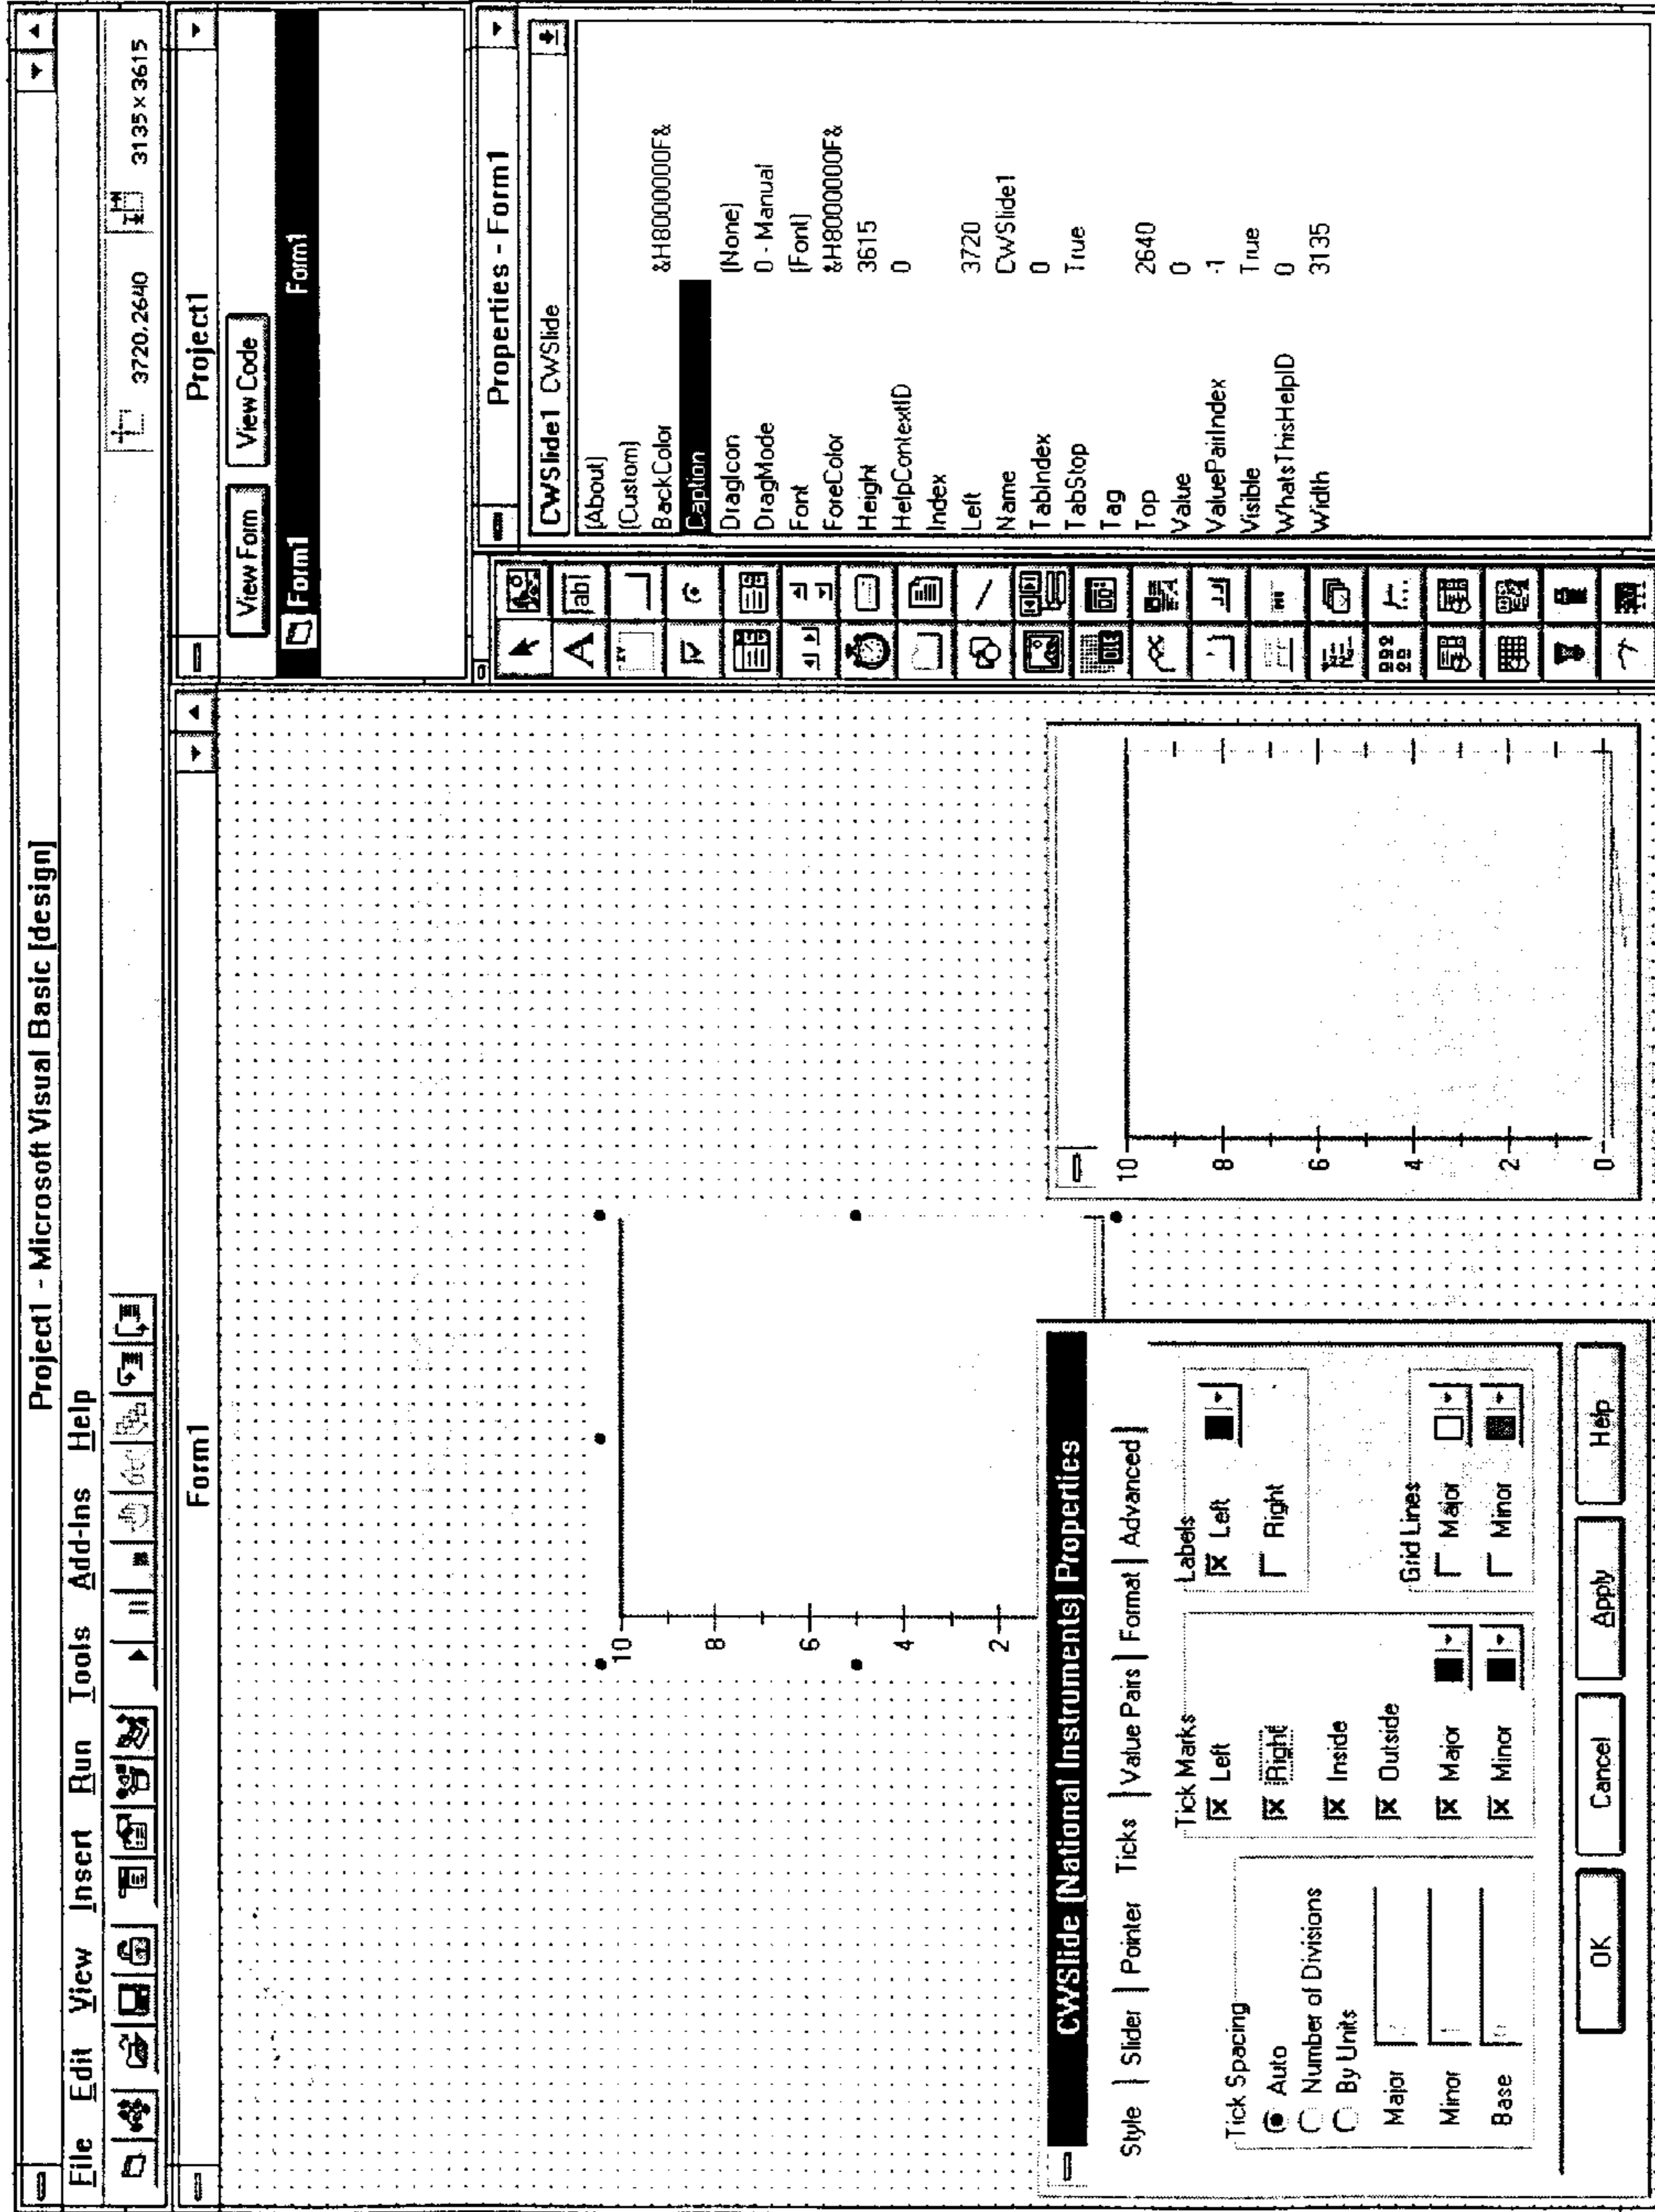 Project1 - Microsoft Visual Basic [design]
File Edit View Insert Run Tools Add-Ins Help
3720,2640 3135×3615
Form1
10
8
6
4
2
Project1
View Form View Code
Form1 Form1
Properties - Form1
CWSlide1 CWSlide
(About)
(Custom)
BackColor &H8000000F&
Caption
DragIcon (None)
DragMode 0 - Manual
Font (Font)
ForeColor &H8000000F&
Height 3615
HelpContextID 0
Index
Left 3720
Name CWSlide1
TabIndex 0
TabStop True
Tag
Top 2640
Value 0
ValuePairIndex -1
Visible True
WhatsThisHelpID 0
Width 3135
A
abl
OLE
CWSlide (National Instruments) Properties
Style Slider Pointer Ticks Value Pairs Format Advanced
Tick Spacing
Auto
Number of Divisions
By Units
Major
Minor
Base
Tick Marks
Left
Right
Inside
Outside
Major
Minor
Labels
Left
Right
Grid Lines
Major
Minor
OK Cancel Apply Help
10
8
6
4
2
0